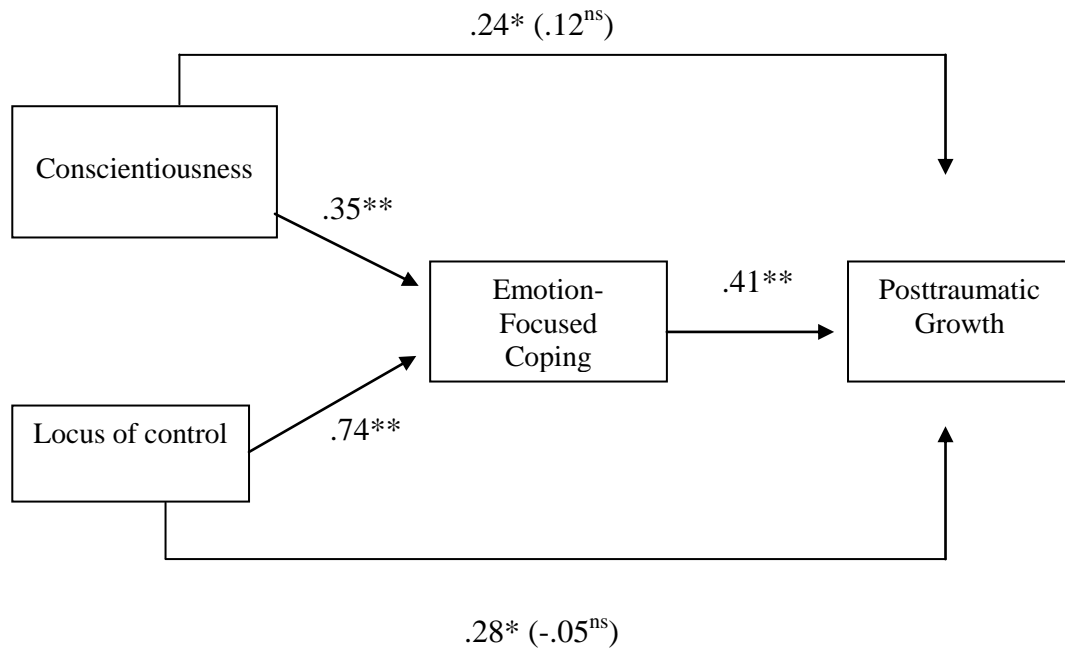 .24* (.12ns)
Conscientiousness
.35**
Emotion-
Focused
Coping
.41**
Posttraumatic
Growth
Locus of control
.74**
.28* (-.05ns)